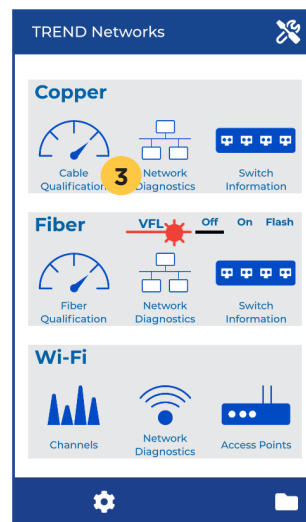 TREND Networks
Copper
Cable
Qualification
3
Network
Diagnostics
Switch
Information
Fiber
VFL
Off On Flash
Fiber
Qualification
Network
Diagnostics
Switch
Information
Wi-Fi
Channels
Network
Diagnostics
Access Points